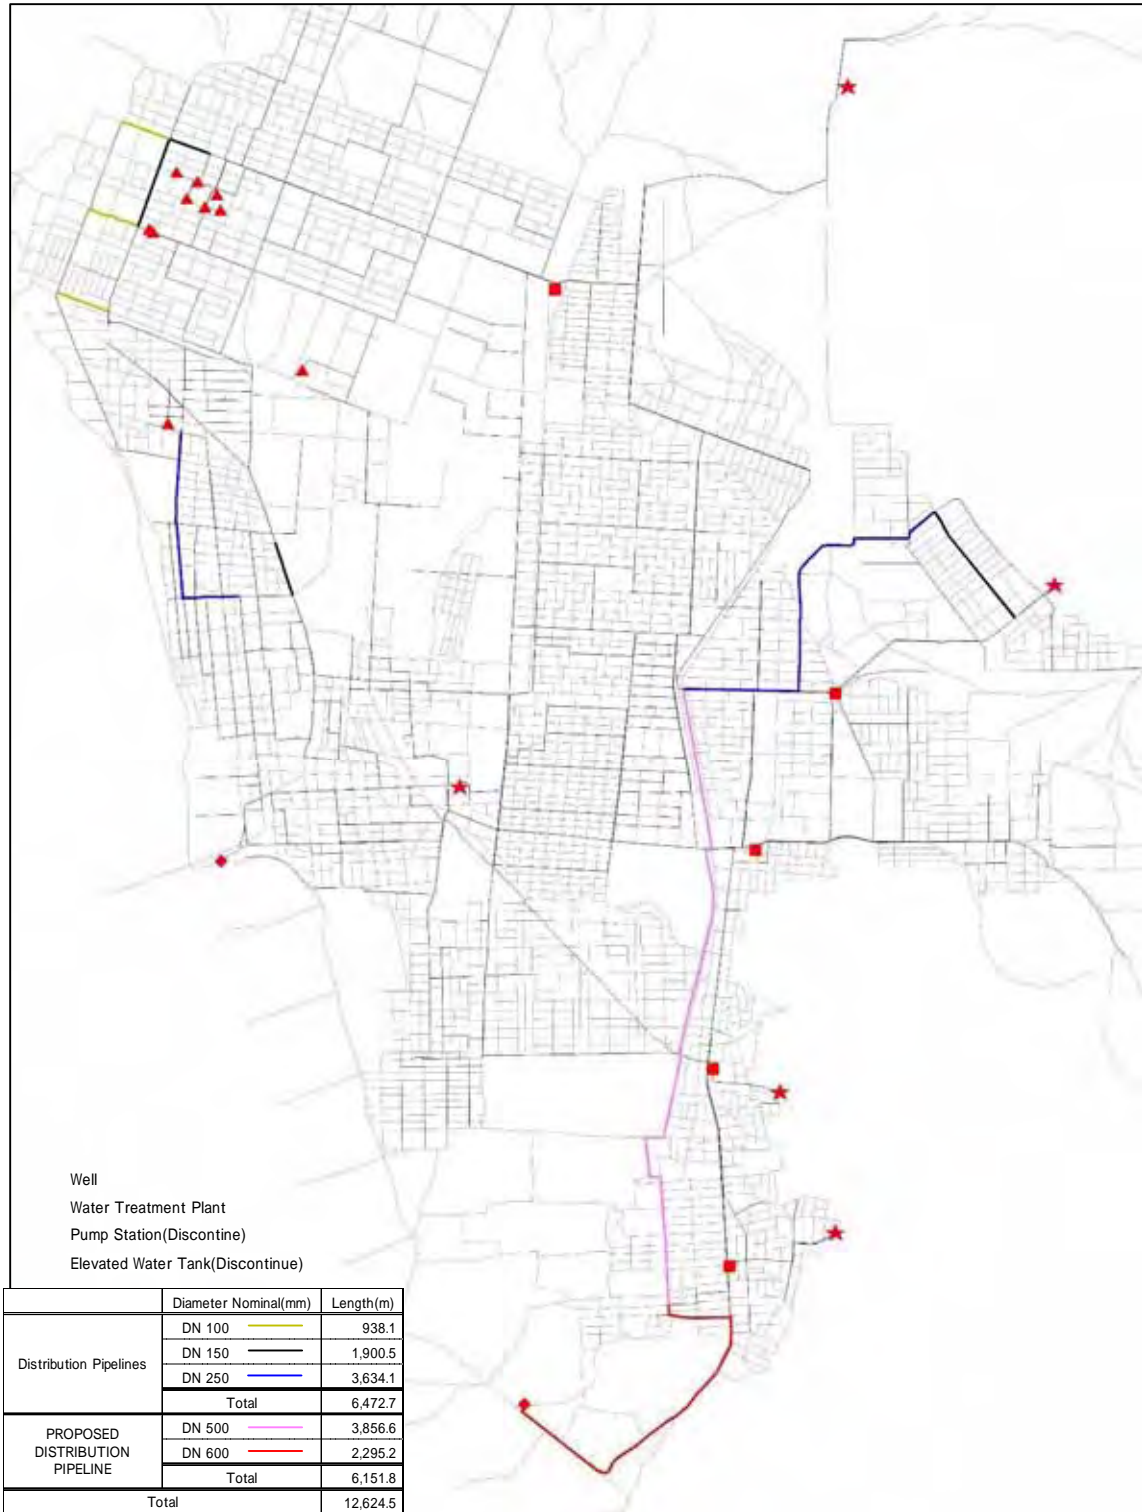 Well
Water Treatment Plant
Pump Station(Discontine)
Elevated Water Tank(Discontinue)
Diameter Nominal(mm) Length(m)
Distribution Pipelines
DN 100 938.1
DN 150 1,900.5
DN 250 3,634.1
Total 6,472.7
PROPOSED
DISTRIBUTION
PIPELINE
DN 500 3,856.6
DN 600 2,295.2
Total 6,151.8
Total 12,624.5